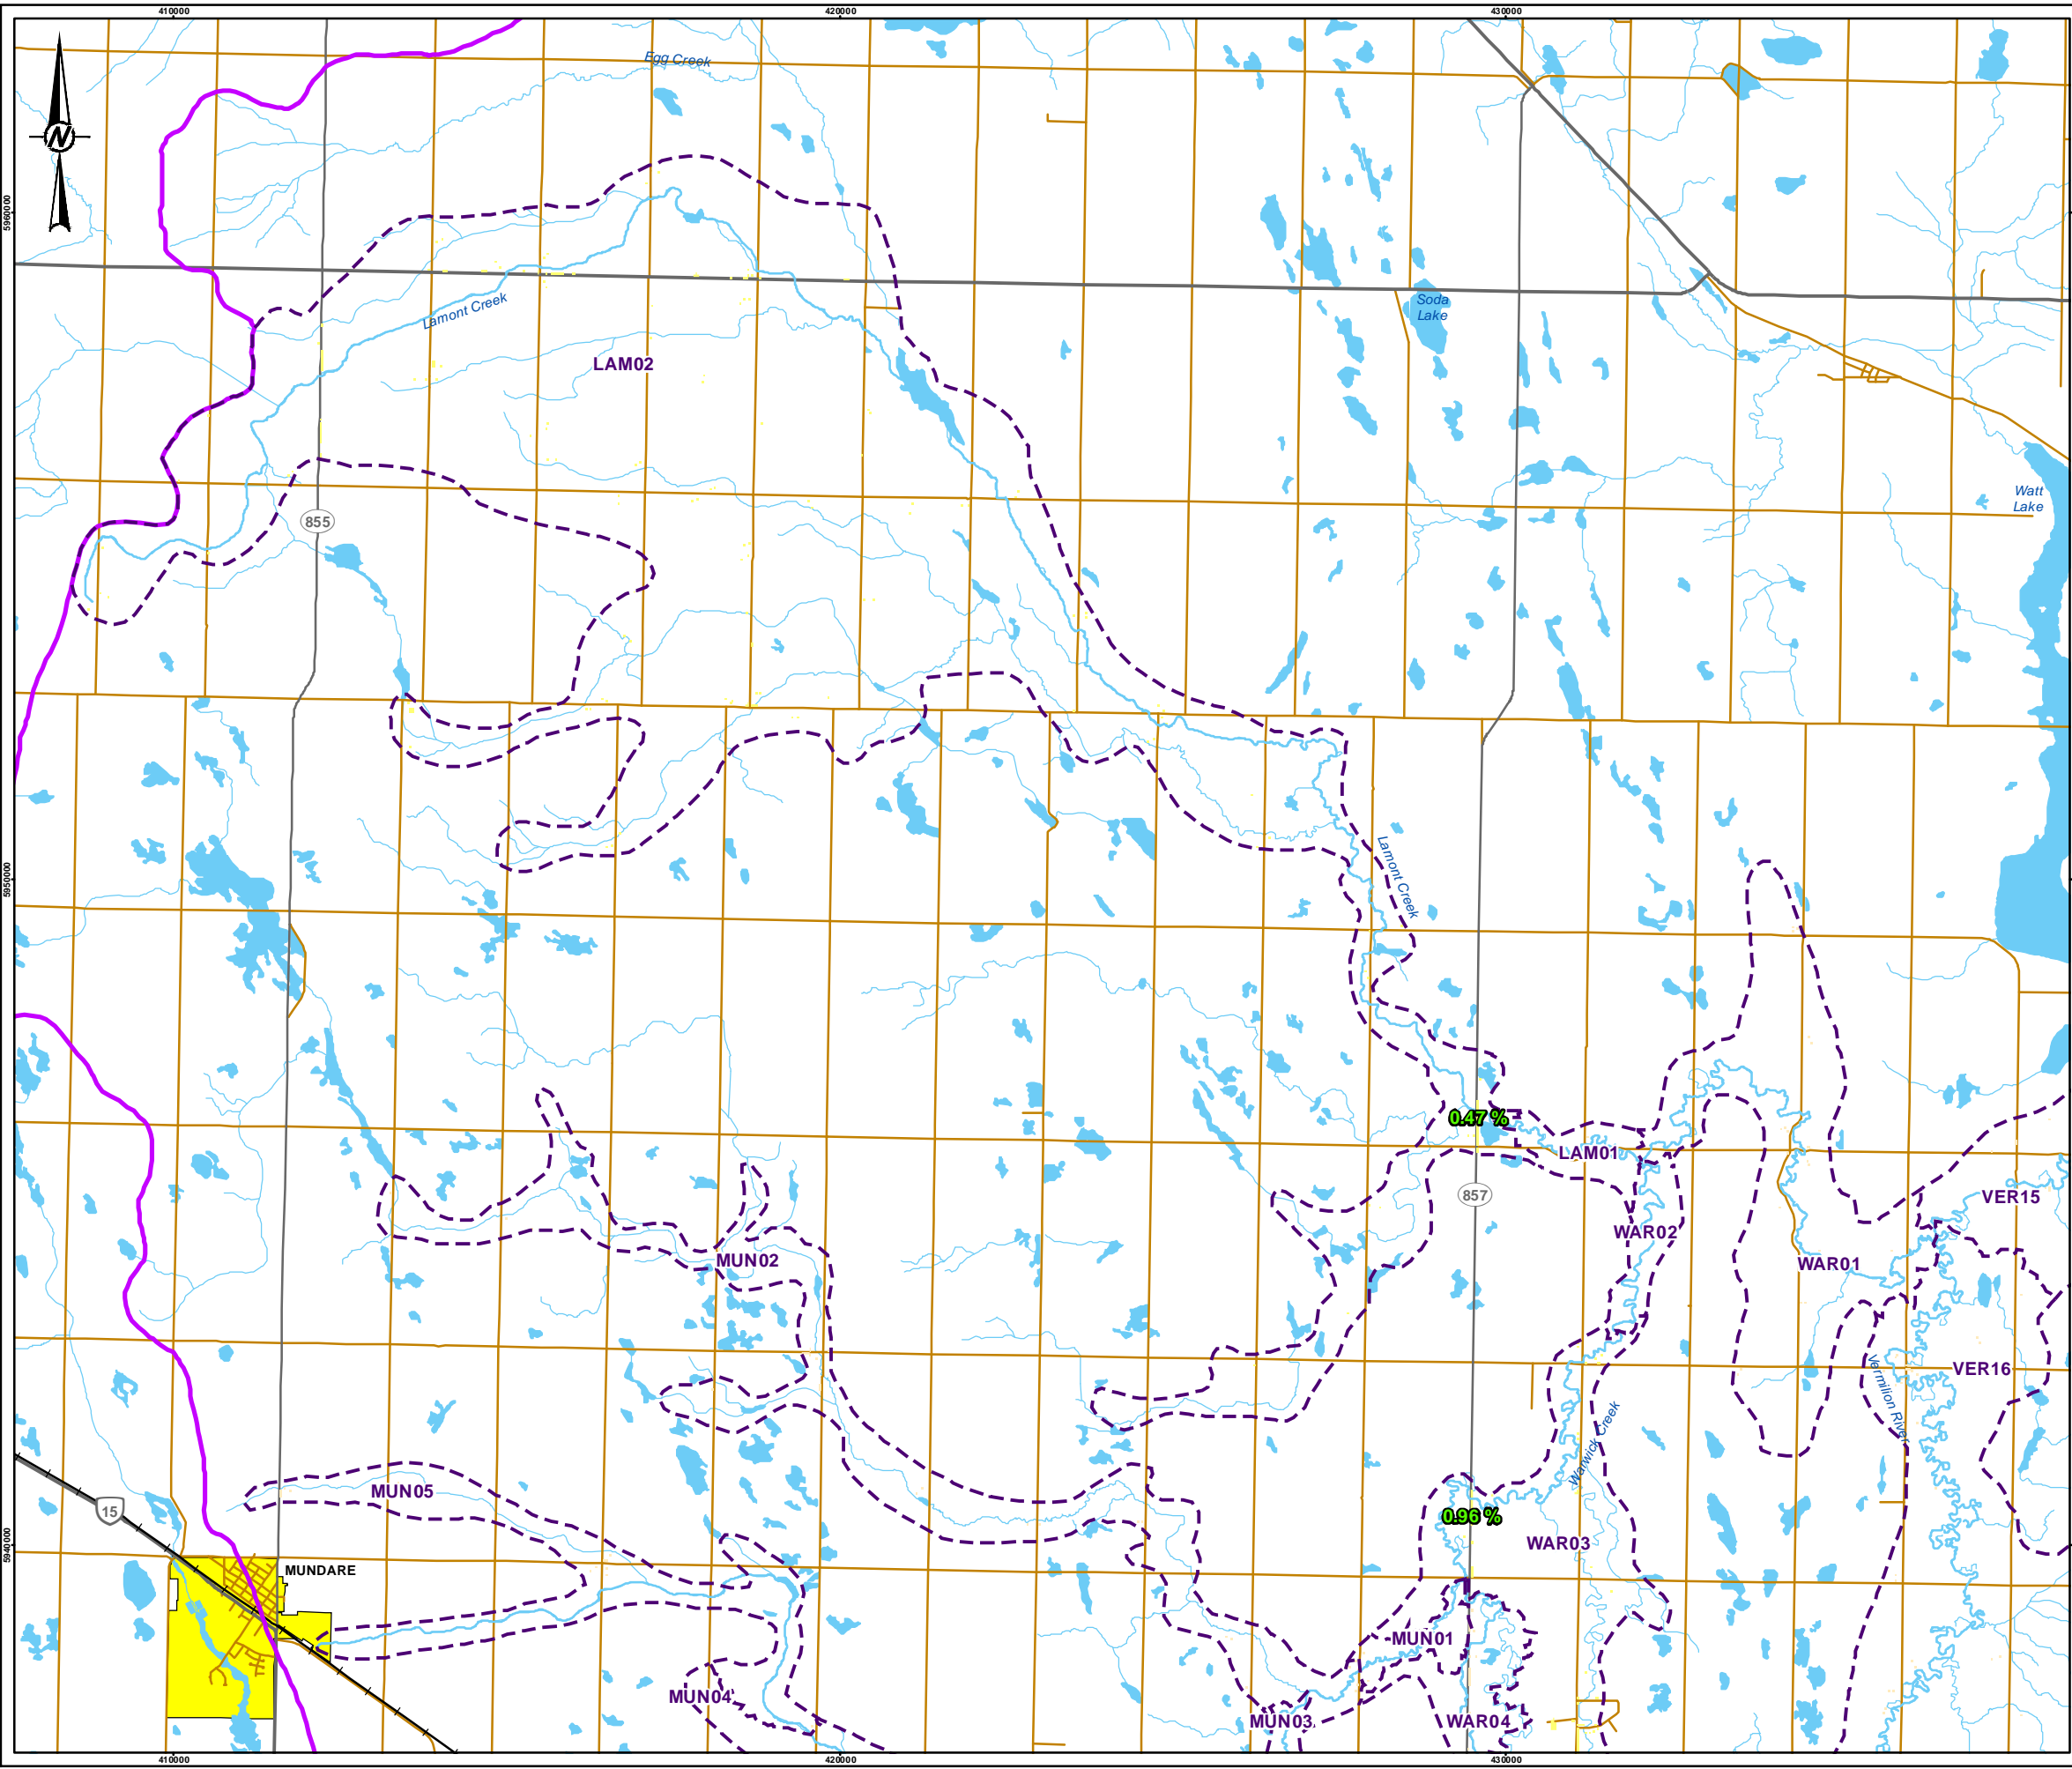 410000
420000
430000
Egg Creek
N
5960000
Soda
Lake
Lamont Creek
LAM02
Watt
Lake
855
Lamont Creek
5950000
0.47 %
LAM01
857
VER15
WAR02
MUN02
WAR01
VER16
Vermilion River
Warwick Creek
MUN05
15
0.96 %
5940000
WAR03
MUNDARE
MUN01
MUN04
MUN03
WAR04
410000
420000
430000